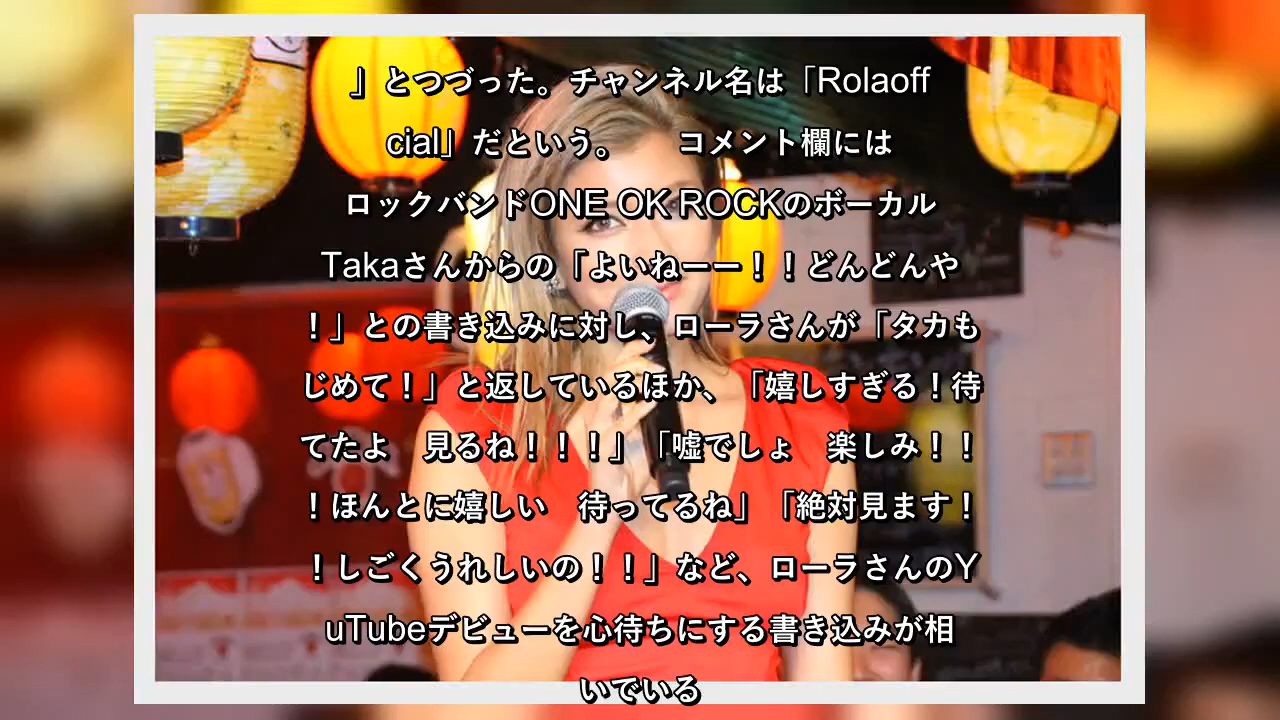 』とつづった。チャンネル名は「Rolaoff
cial」だという。　　コメント欄には
ロックバンドONE OK ROCKのボーカル
Takaさんからの「よいねーー！！どんどんや
！」との書き込みに対し、ローラさんが「タカも
じめて！」と返しているほか、「嬉しすぎる！待
てたよ　見るね！！！」「嘘でしょ　楽しみ！！
！ほんとに嬉しい　待ってるね」「絶対見ます！
！しごくうれしいの！！」など、ローラさんのY
uTubeデビューを心待ちにする書き込みが相
いでいる